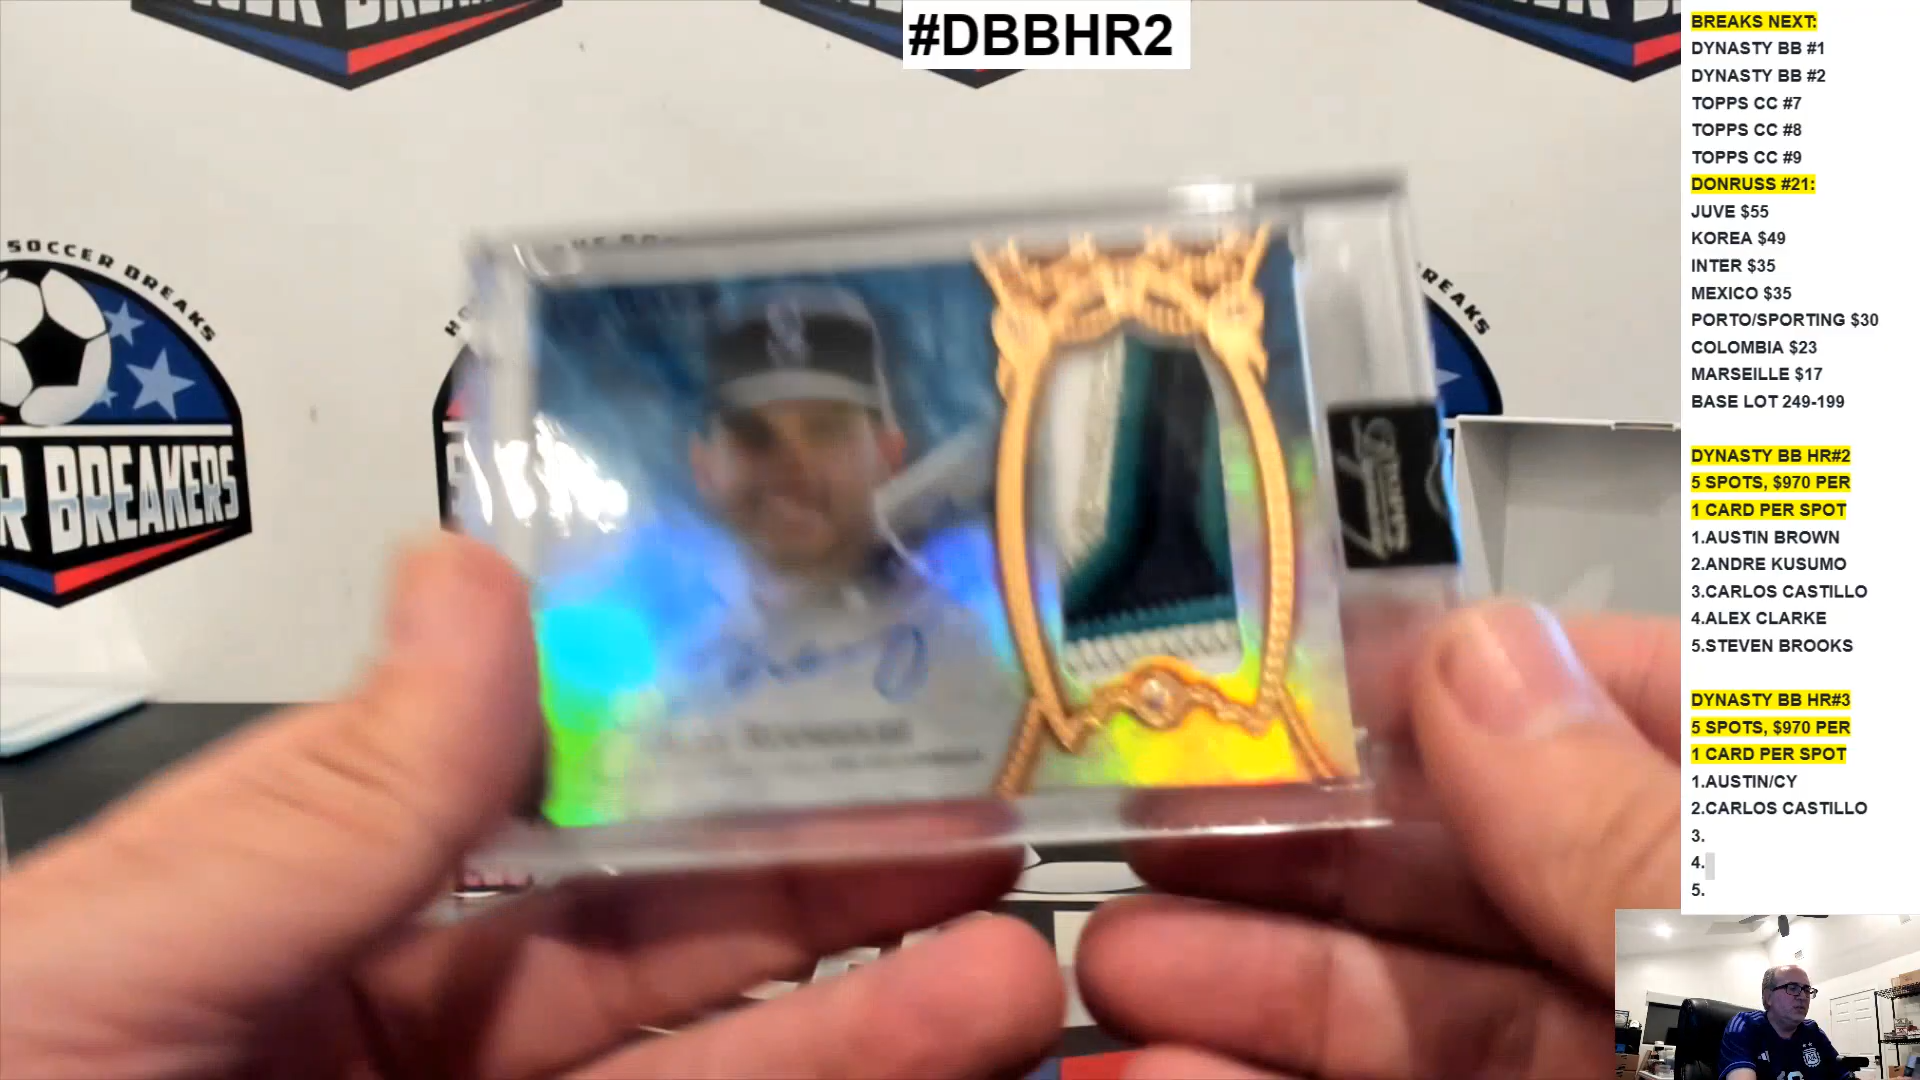 #DBBHR2
SOCCER BREAKS
R BREAKERS
BREAKS
DYNASTY
BREAKS NEXT:
DYNASTY BB #1
DYNASTY BB #2
TOPPS CC #7
TOPPS CC #8
TOPPS CC #9
DONRUSS #21:
JUVE $55
KOREA $49
INTER $35
MEXICO $35
PORTO/SPORTING $30
COLOMBIA $23
MARSEILLE $17
BASE LOT 249-199
DYNASTY BB HR#2
5 SPOTS, $970 PER
1 CARD PER SPOT
1.AUSTIN BROWN
2.ANDRE KUSUMO
3.CARLOS CASTILLO
4.ALEX CLARKE
5.STEVEN BROOKS
DYNASTY BB HR#3
5 SPOTS, $970 PER
1 CARD PER SPOT
1.AUSTIN/CY
2.CARLOS CASTILLO
3.
4.
5.